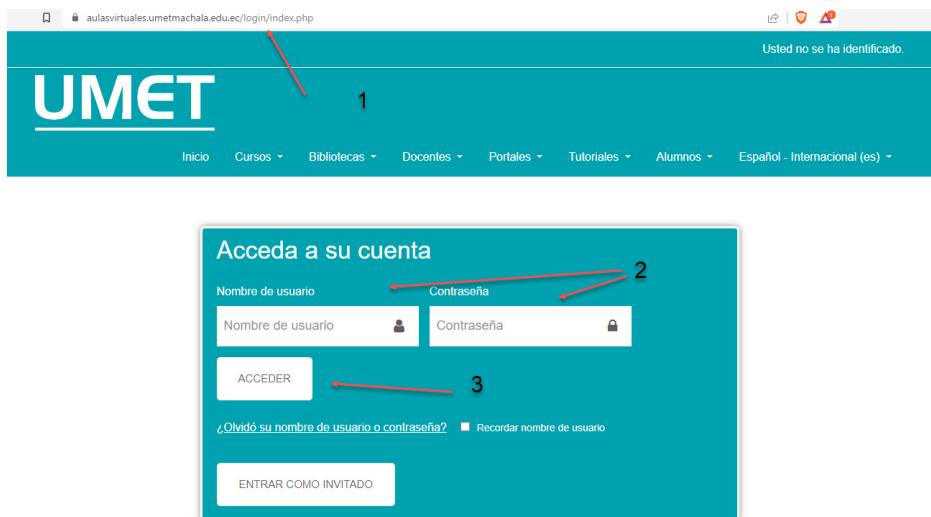 aulasvirtuales.umetmachala.edu.ec/login/index.php
Usted no se ha identificado.
UMET
1
Inicio Cursos Bibliotecas Docentes Portales Tutoriales Alumnos Español - Internacional (es)
Acceda a su cuenta
2
Nombre de usuario Contraseña
Nombre de usuario Contraseña
ACCEDER
3
¿Olvidó su nombre de usuario o contraseña? Recordar nombre de usuario
ENTRAR COMO INVITADO